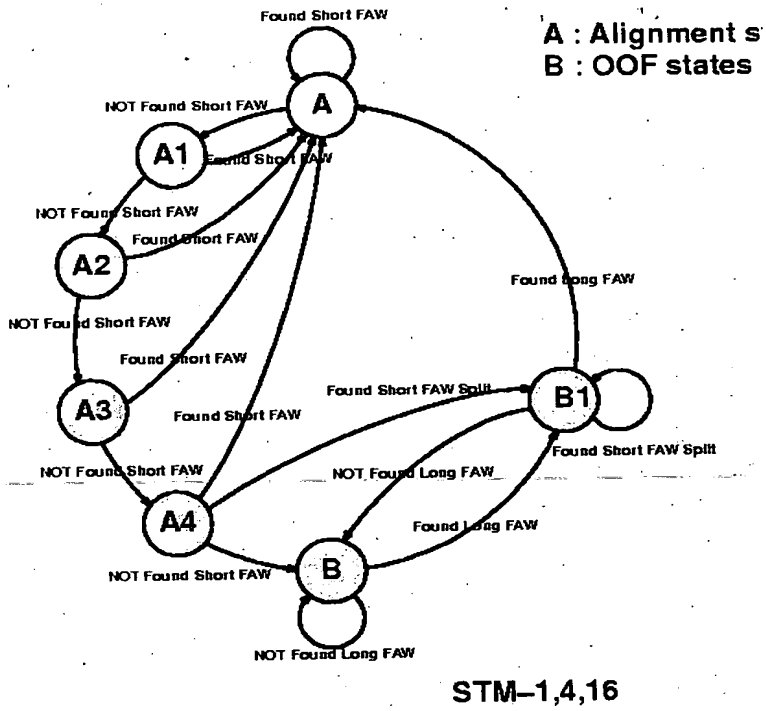 Found Short FAW
A : Alignment s
B : OOF states
A
NOT Found Short FAW
A1
Found Short FAW
NOT Found Short FAW
A2
Found Short FAW
Found Long FAW
NOT Found Short FAW
Found Short FAW
A3
Found Short FAW Split
B1
Found Short FAW
Found Short FAW Split
NOT Found Short FAW
NOT Found Long FAW
A4
Found Long FAW
B
NOT Found Short FAW
NOT Found Long FAW
STM–1,4,16